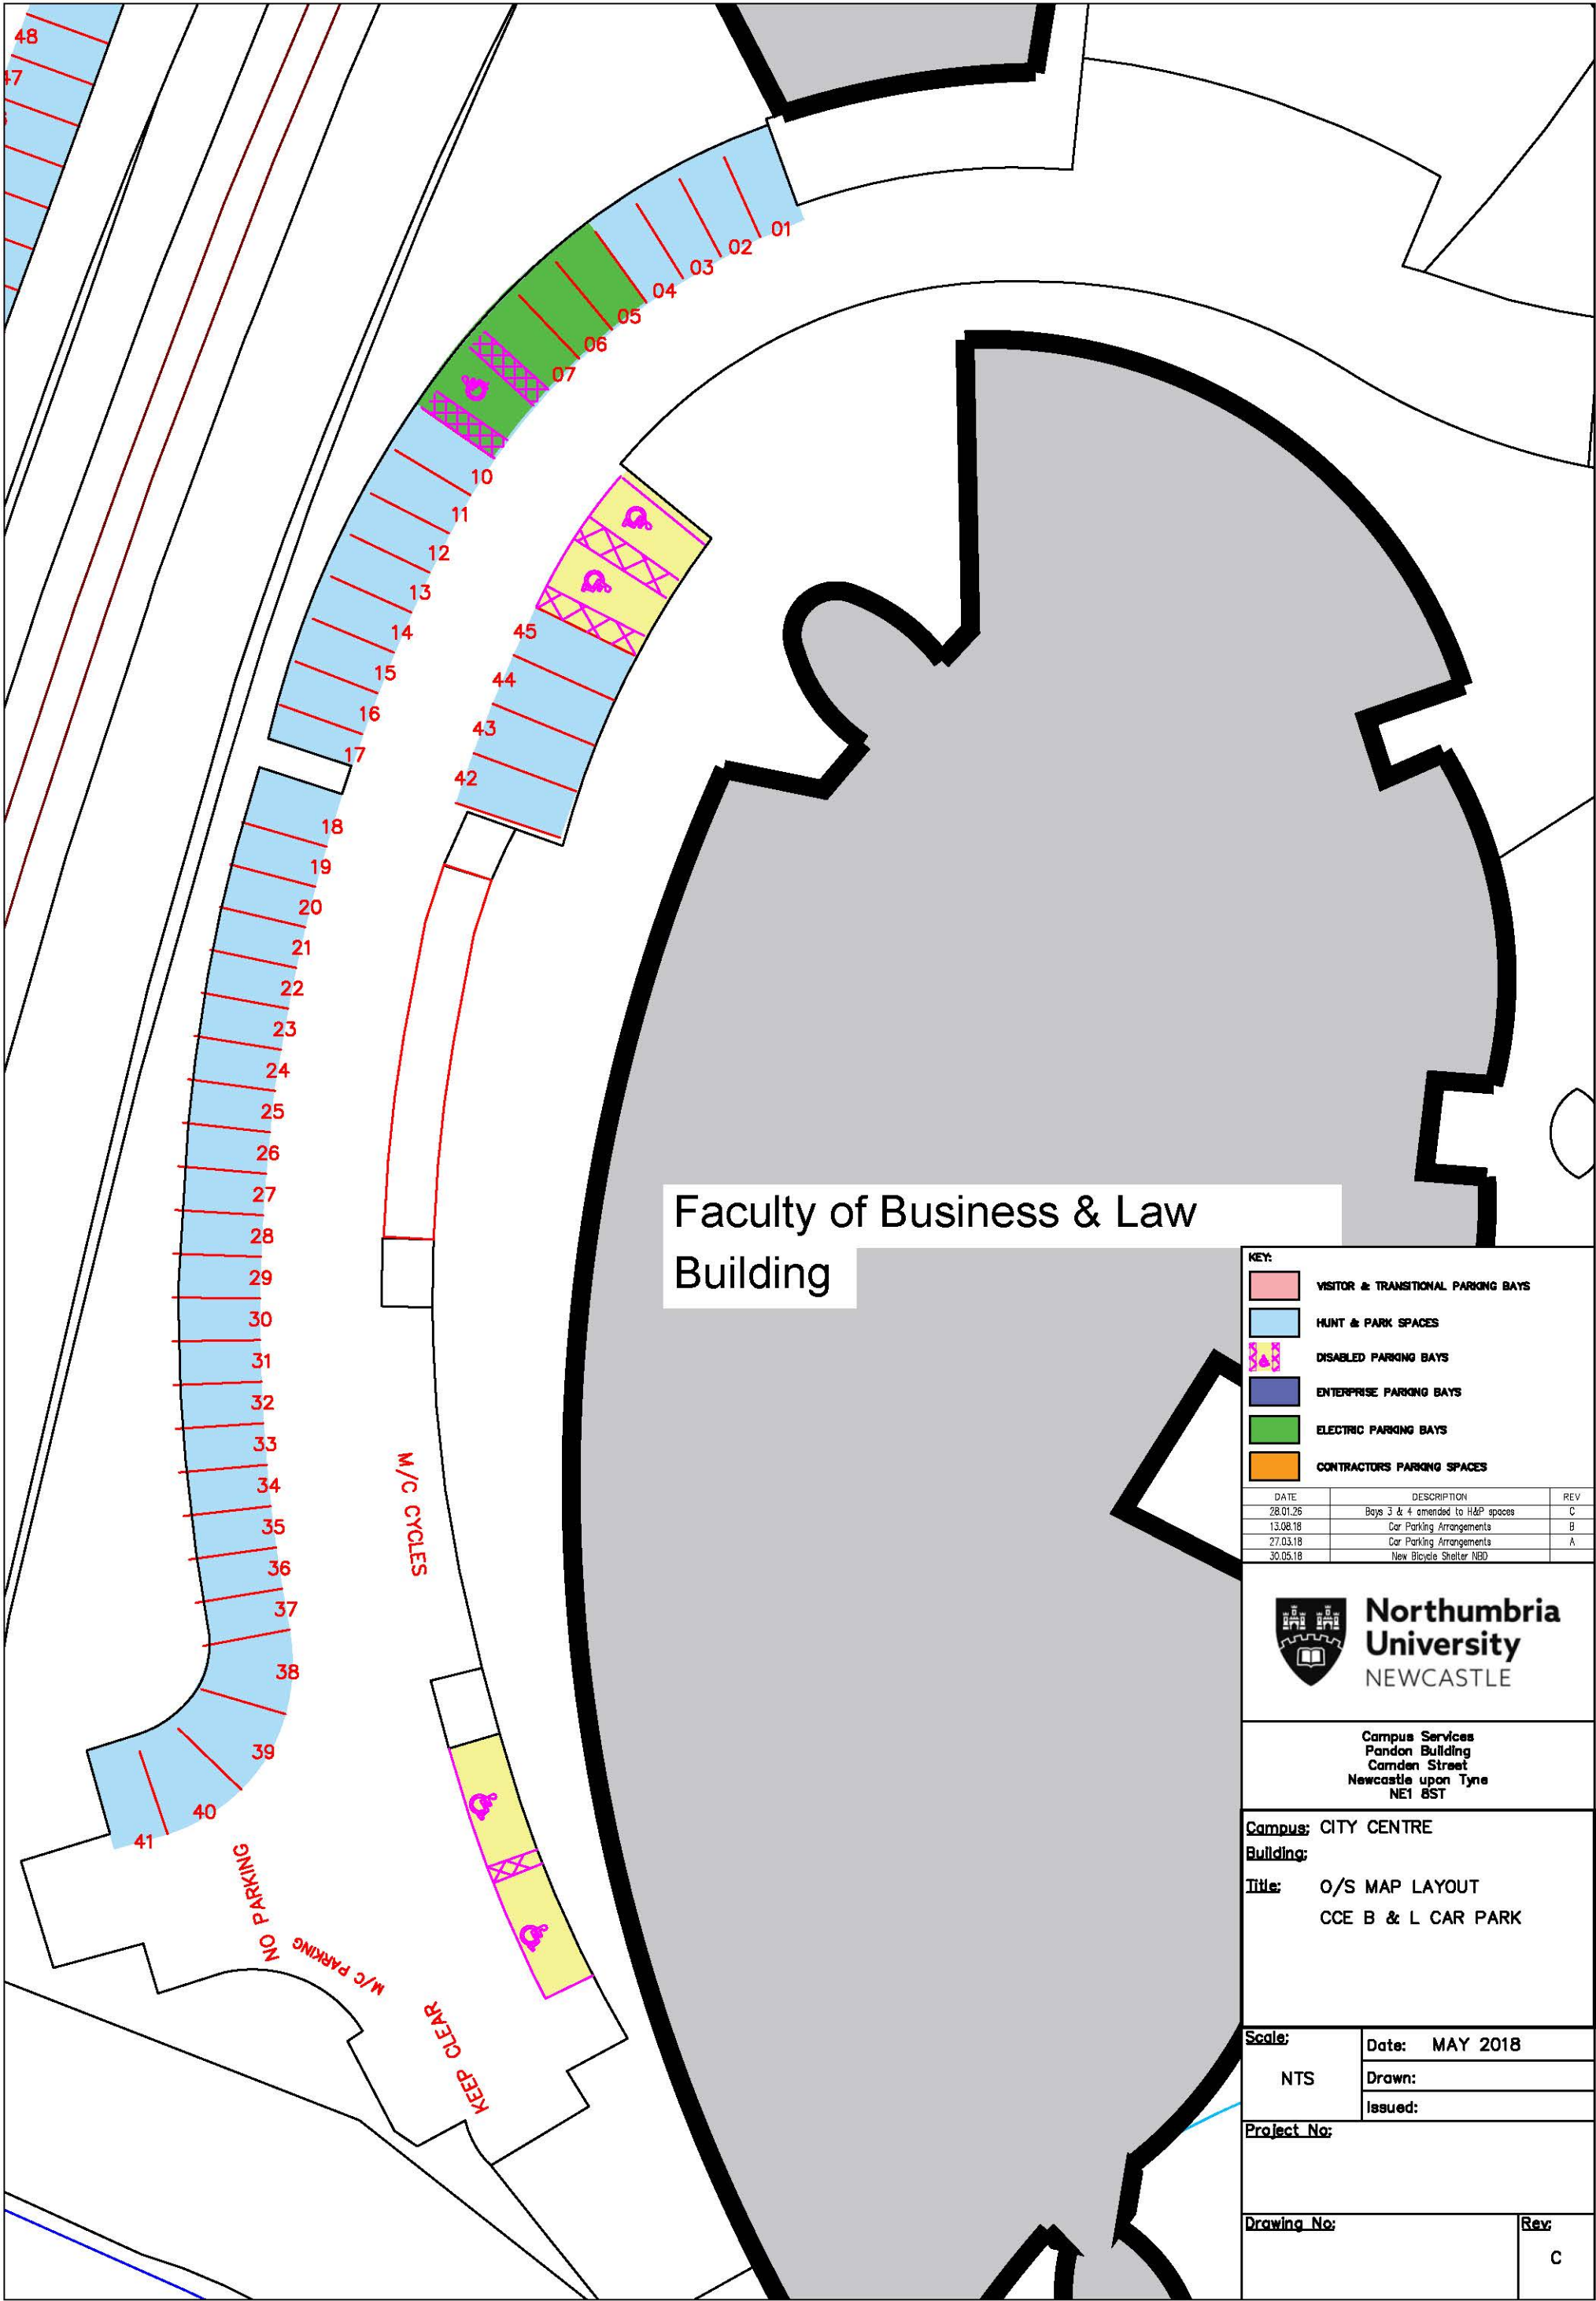 48
47
01
02
03
04
05
06
07
10
11
12
13
14
15
16
17
45
44
43
42
18
19
20
21
22
23
24
25
26
27
28
29
30
31
32
33
34
35
36
37
38
39
40
41
M/C CYCLES
NO PARKING
M/C PARKING
KEEP CLEAR
Faculty of Business & Law
Building
KEY:
VISITOR & TRANSITIONAL PARKING BAYS
HUNT & PARK SPACES
DISABLED PARKING BAYS
ENTERPRISE PARKING BAYS
ELECTRIC PARKING BAYS
CONTRACTORS PARKING SPACES
DATE DESCRIPTION REV
28.01.26 Bays 3 & 4 amended to H&P spaces C
13.08.18 Car Parking Arrangements B
27.03.18 Car Parking Arrangements A
30.05.18 New Bicycle Shelter NBD
Northumbria
University
NEWCASTLE
Campus Services
Pandon Building
Camden Street
Newcastle upon Tyne
NE1 8ST
Campus: CITY CENTRE
Building:
Title: O/S MAP LAYOUT
CCE B & L CAR PARK
Scale: NTS
Date: MAY 2018
Drawn:
Issued:
Project No:
Drawing No:
Rev: C